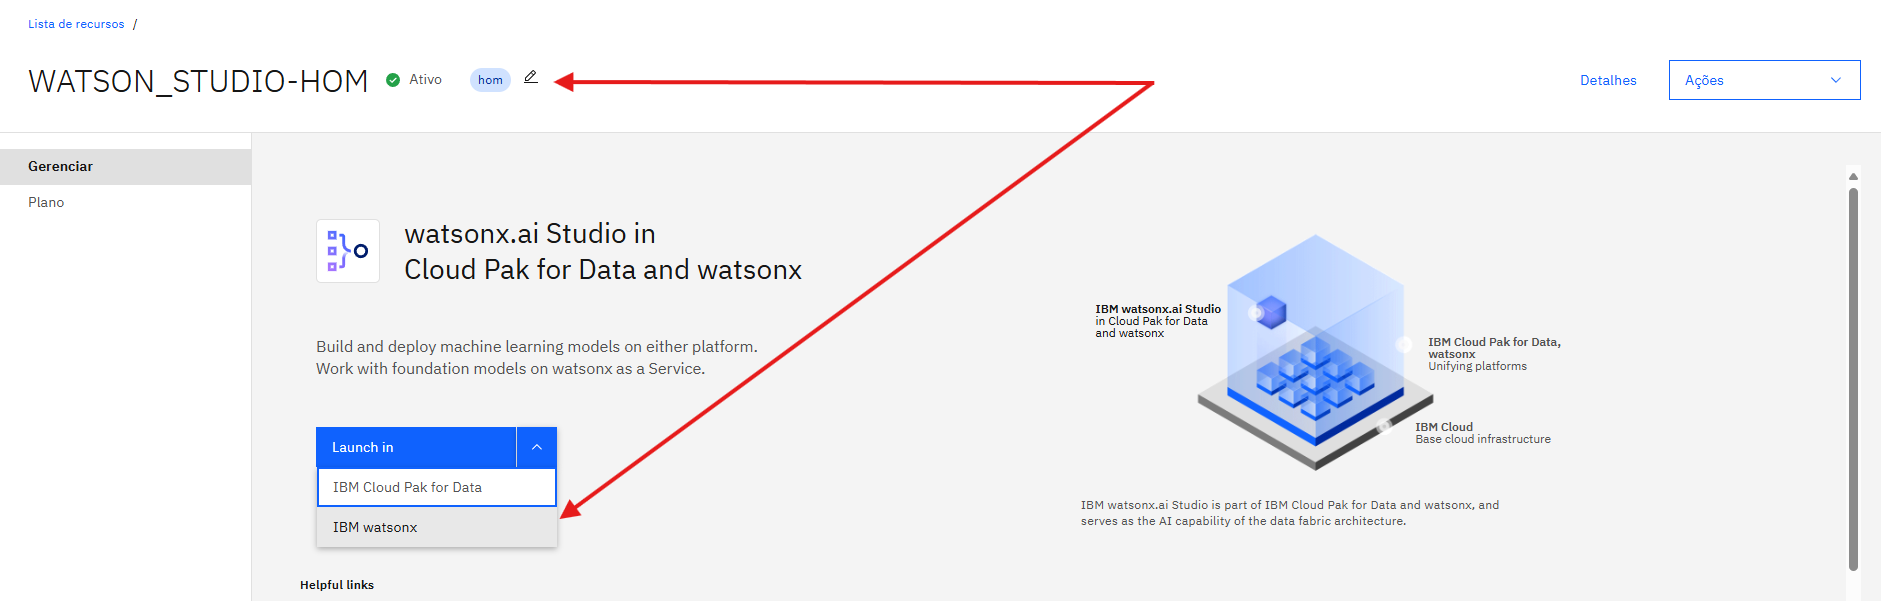 Lista de recursos /
WATSON_STUDIO-HOM
Ativo
hom
Detalhes
Ações
Gerenciar
Plano
watsonx.ai Studio in
Cloud Pak for Data and watsonx
Build and deploy machine learning models on either platform.
Work with foundation models on watsonx as a Service.
Launch in
IBM Cloud Pak for Data
IBM watsonx
Helpful links
IBM watsonx.ai Studio
in Cloud Pak for Data
and watsonx
IBM Cloud Pak for Data,
watsonx
Unifying platforms
IBM Cloud
Base cloud infrastructure
IBM watsonx.ai Studio is part of IBM Cloud Pak for Data and watsonx, and
serves as the AI capability of the data fabric architecture.